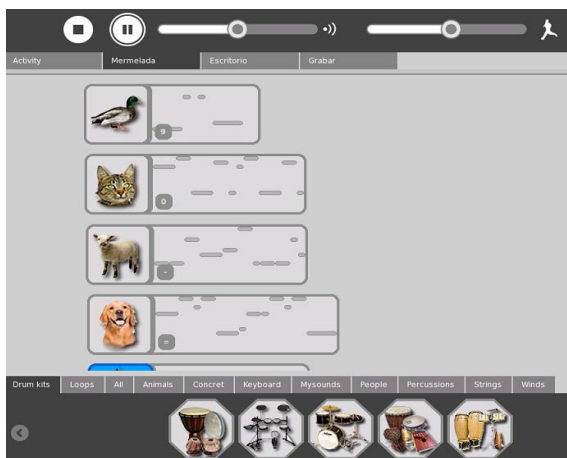 Activity Mermelada Escritorio Grabar
9
0
-
=
Drum kits Loops All Animals Concret Keyboard Mysounds People Percussions Strings Winds